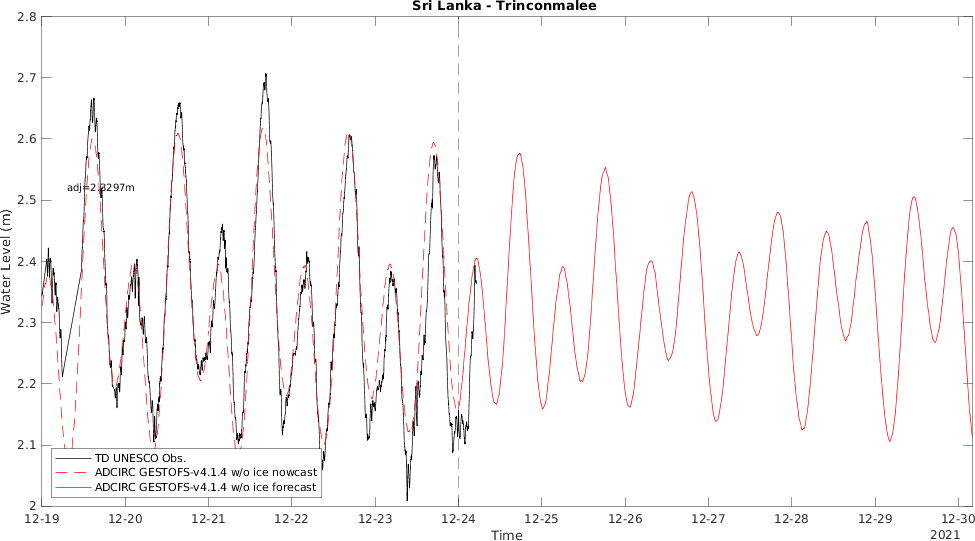 Sri Lanka - Trinconmalee
2.8
2.7
2.6
2.5
2.4
2.3
2.2
2.1
2
Water Level (m)
adj=2.3297m
TD UNESCO Obs.
ADCIRC GESTOFS-v4.1.4 w/o ice nowcast
ADCIRC GESTOFS-v4.1.4 w/o ice forecast
12-19 12-20 12-21 12-22 12-23 12-24 12-25 12-26 12-27 12-28 12-29 12-30
Time
2021